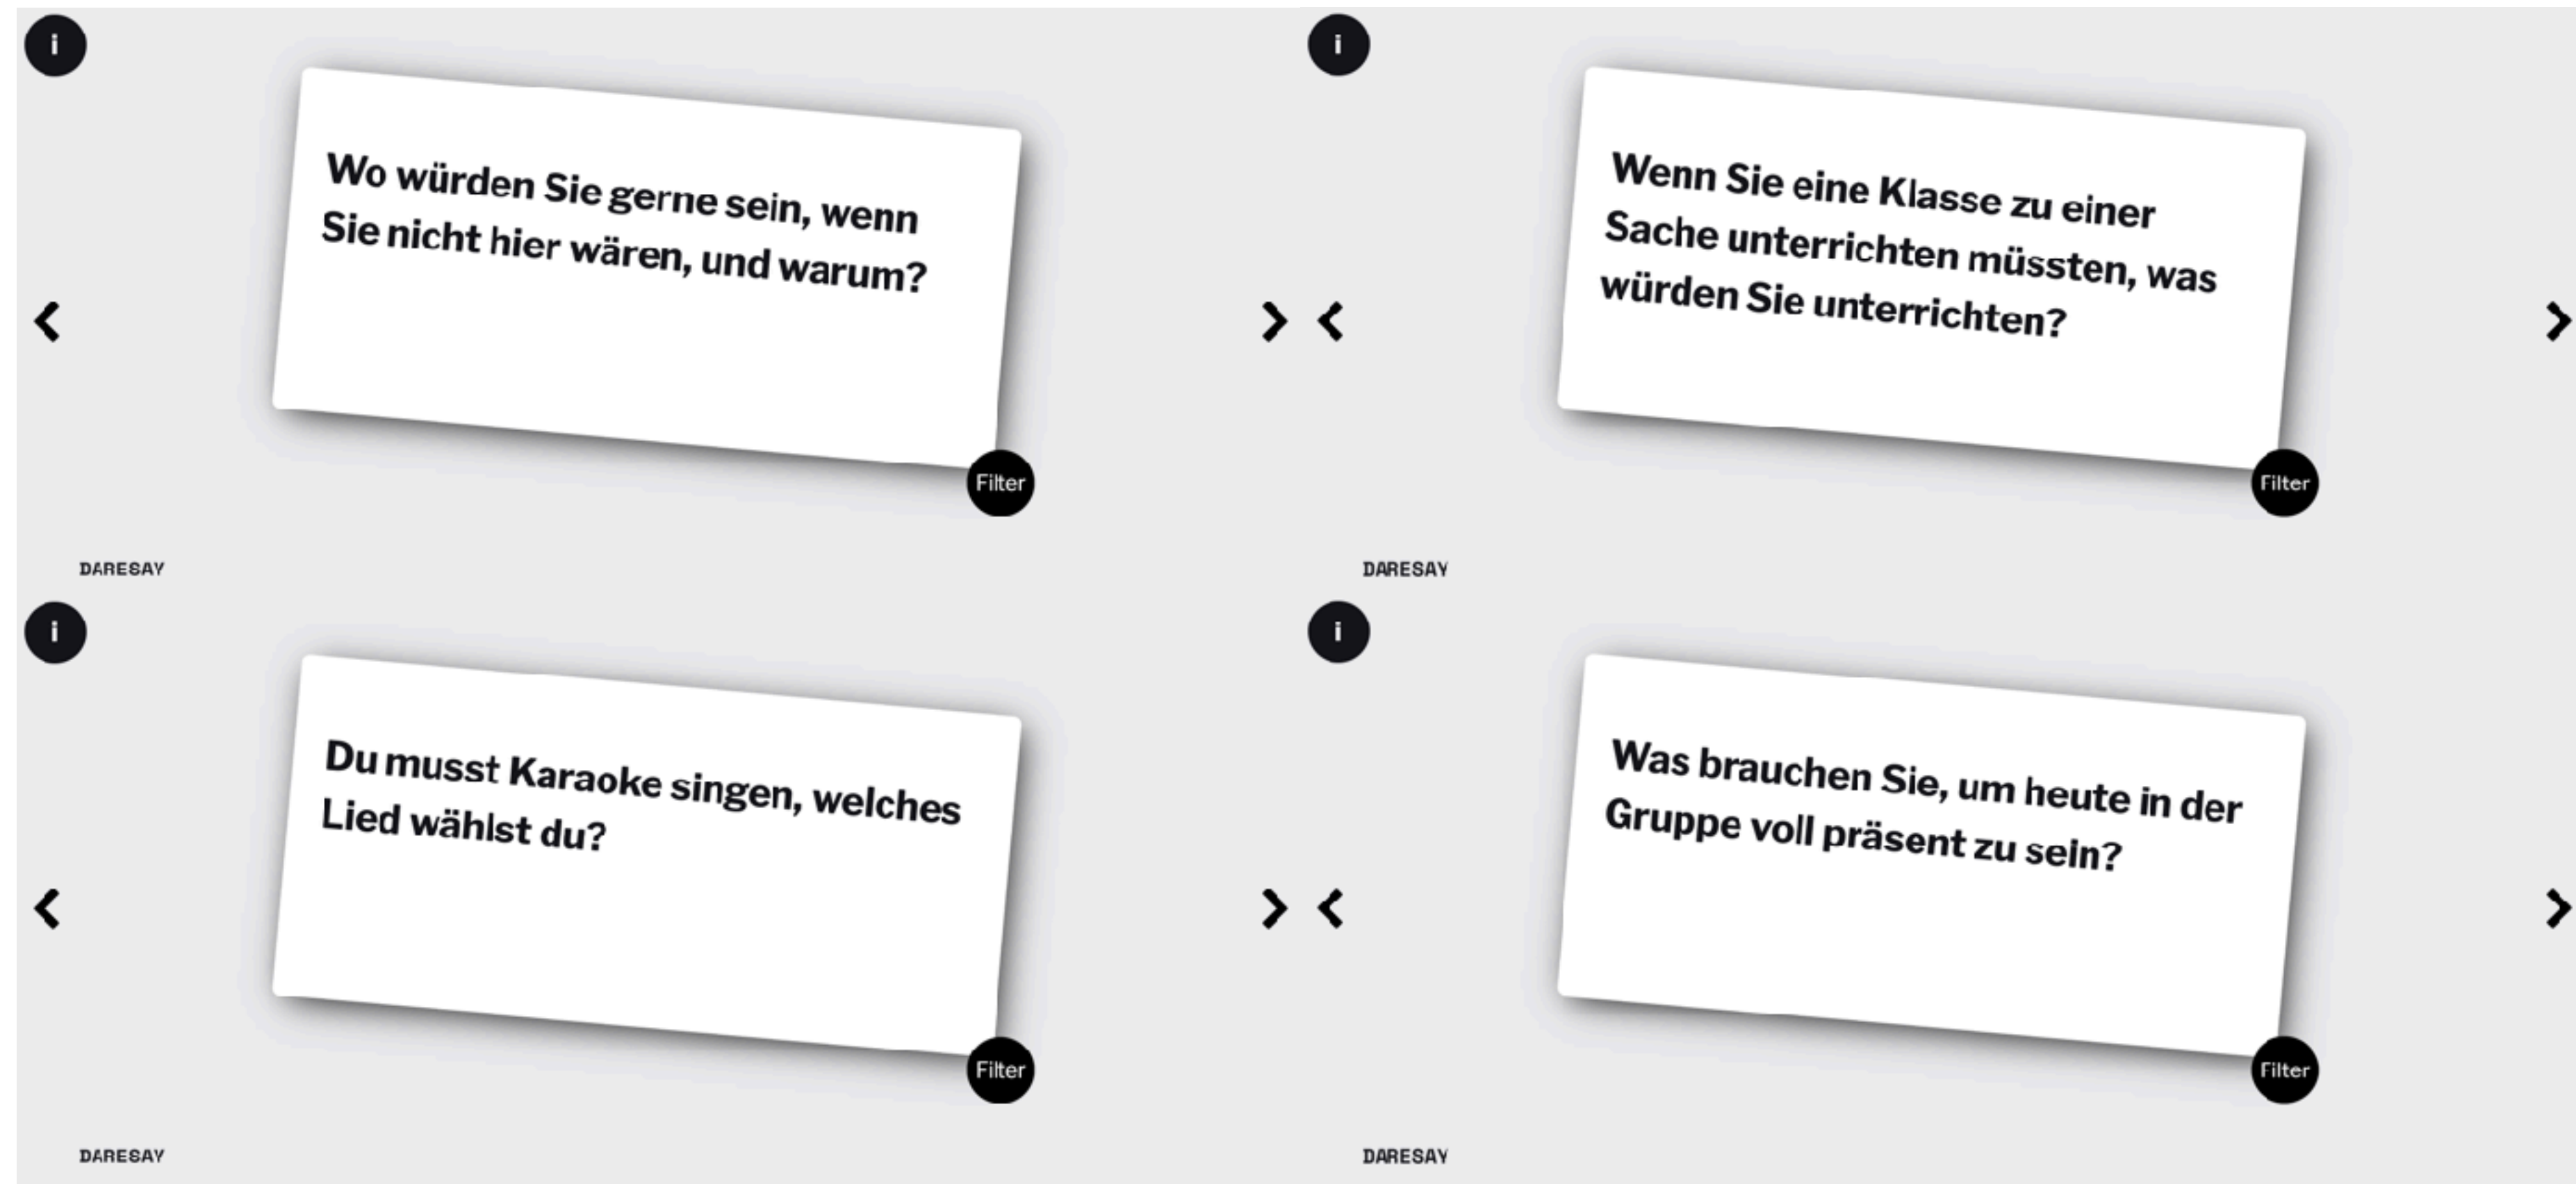 i
Wo würden Sie gerne sein, wenn
Sie nicht hier wären, und warum?
Filter
DARESAY
i
Wenn Sie eine Klasse zu einer
Sache unterrichten müssten, was
würden Sie unterrichten?
Filter
DARESAY
i
Du musst Karaoke singen, welches
Lied wählst du?
Filter
DARESAY
i
Was brauchen Sie, um heute in der
Gruppe voll präsent zu sein?
Filter
DARESAY